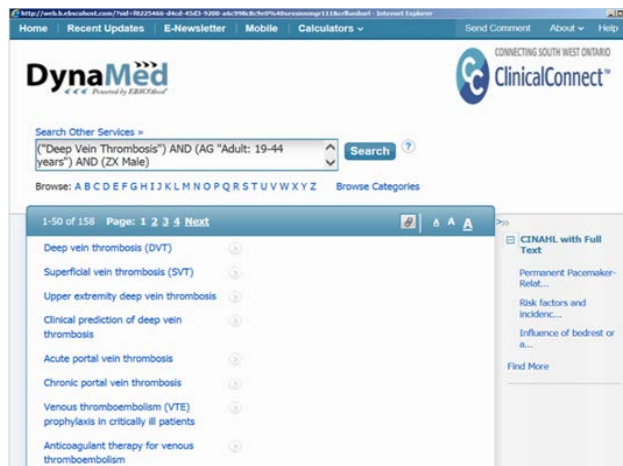 Home Recent Updates E-Newsletter Mobile Calculators Send Comment About Help
DynaMed
Powered by EBSCOhost
CONNECTING SOUTH WEST ONTARIO
ClinicalConnect™
Search Other Services »
("Deep Vein Thrombosis") AND (AG "Adult: 19-44
years") AND (ZX Male)
Search ?
Browse: A B C D E F G H I J K L M N O P Q R S T U V W X Y Z Browse Categories
1-50 of 158 Page: 1 2 3 4 Next A A A
Deep vein thrombosis (DVT)
Superficial vein thrombosis (SVT)
Upper extremity deep vein thrombosis
Clinical prediction of deep vein
thrombosis
Acute portal vein thrombosis
Chronic portal vein thrombosis
Venous thromboembolism (VTE)
prophylaxis in critically ill patients
Anticoagulant therapy for venous
thromboembolism
CINAHL with Full
Text
Permanent Pacemaker-
Relat...
Risk factors and
incidenc...
Influence of bedrest or
a...
Find More